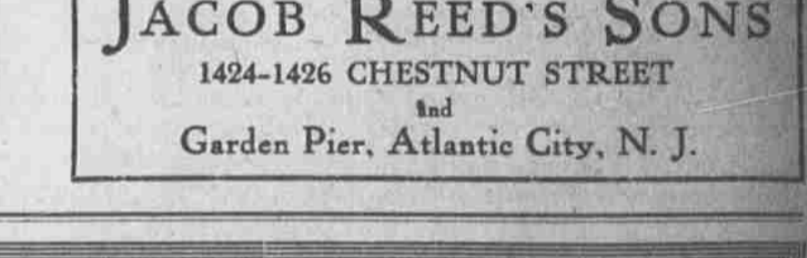 JACOB REED'S SONS
1424-1426 CHESTNUT STREET
and
Garden Pier, Atlantic City, N. J.